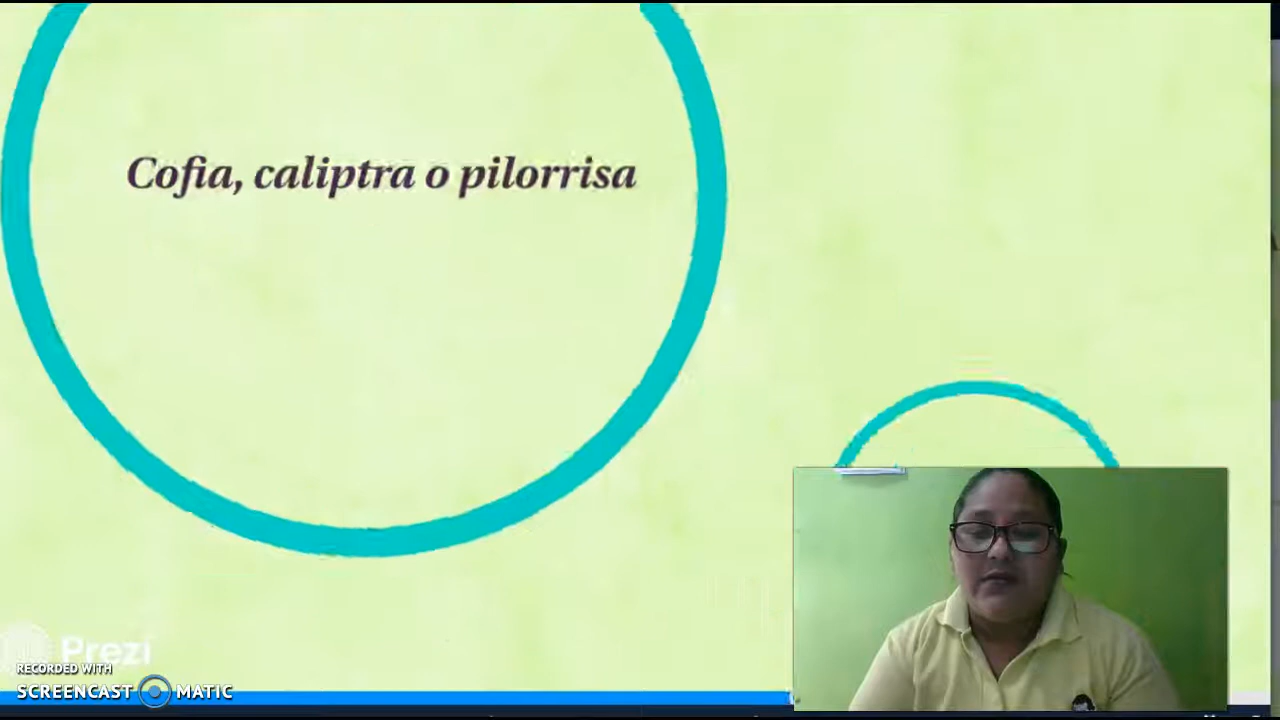 Cofia, caliptra o pilorrisa
Prezi
RECORDED WITH
SCREENCAST MATIC